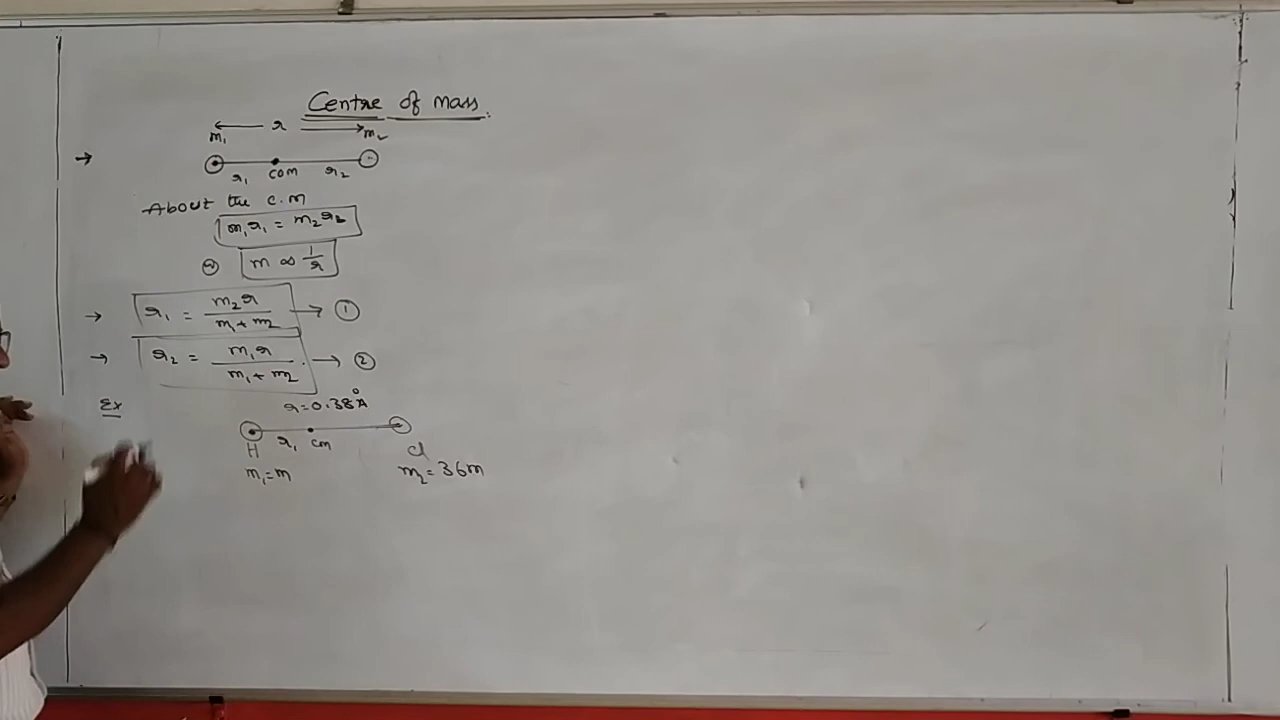 Centre of mass.
← r →
m₁ m₂
→
r₁ com r₂
About the c.m
m₁r₁ = m₂r₂
m ∝ 1/r
→ r₁ = m₂r / m₁+m₂ → ①
→ r₂ = m₁r / m₁+m₂ → ②
Ex r=0.38Å
H r₁ cm Cl
m₁=m m₂=36m